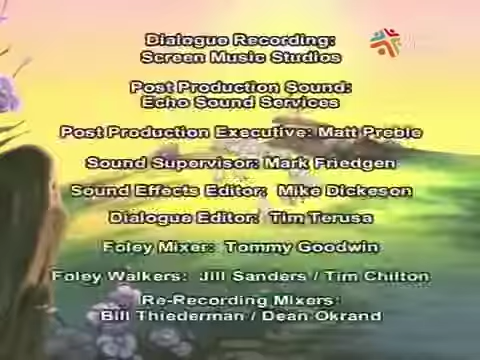 Dialogue Recording:
Screen Music Studios
Post Production Sound:
Echo Sound Services
Post Production Executive: Matt Preble
Sound Supervisor: Mark Friedgen
Sound Effects Editor: Mike Dickeson
Dialogue Editor: Tim Terusa
Foley Mixer: Tommy Goodwin
Foley Walkers: Jill Sanders / Tim Chilton
Re-Recording Mixers:
Bill Thiederman / Dean Okrand